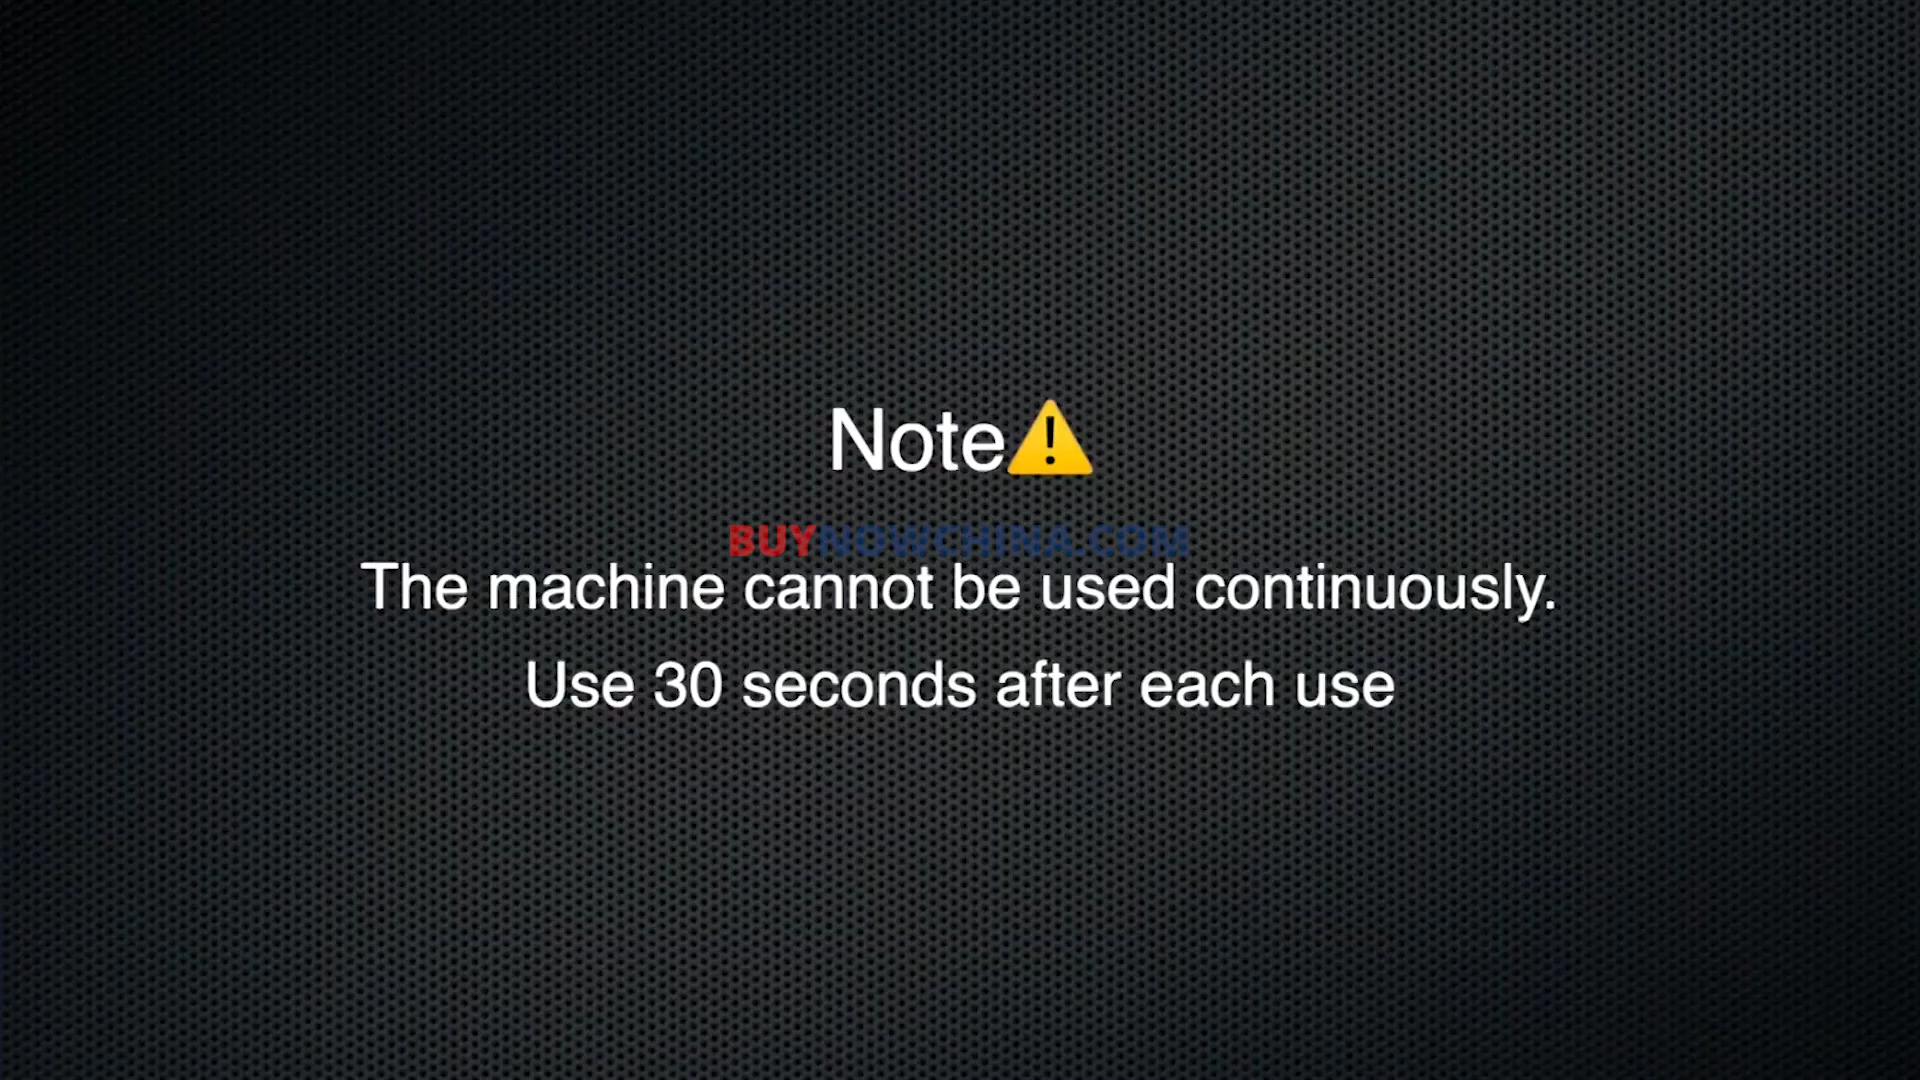 Note⚠️
BUYNOWCHINA.COM
The machine cannot be used continuously.
Use 30 seconds after each use